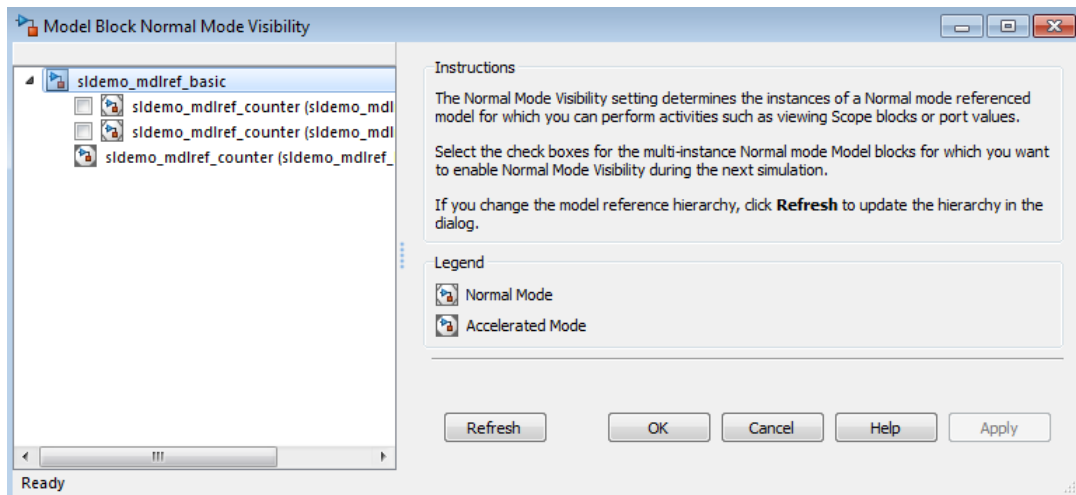 Model Block Normal Mode Visibility
sldemo_mdlref_basic
sldemo_mdlref_counter (sldemo_mdl
sldemo_mdlref_counter (sldemo_mdl
sldemo_mdlref_counter (sldemo_mdlref_
Instructions
The Normal Mode Visibility setting determines the instances of a Normal mode referenced
model for which you can perform activities such as viewing Scope blocks or port values.
Select the check boxes for the multi-instance Normal mode Model blocks for which you want
to enable Normal Mode Visibility during the next simulation.
If you change the model reference hierarchy, click Refresh to update the hierarchy in the
dialog.
Legend
Normal Mode
Accelerated Mode
Refresh OK Cancel Help Apply
Ready